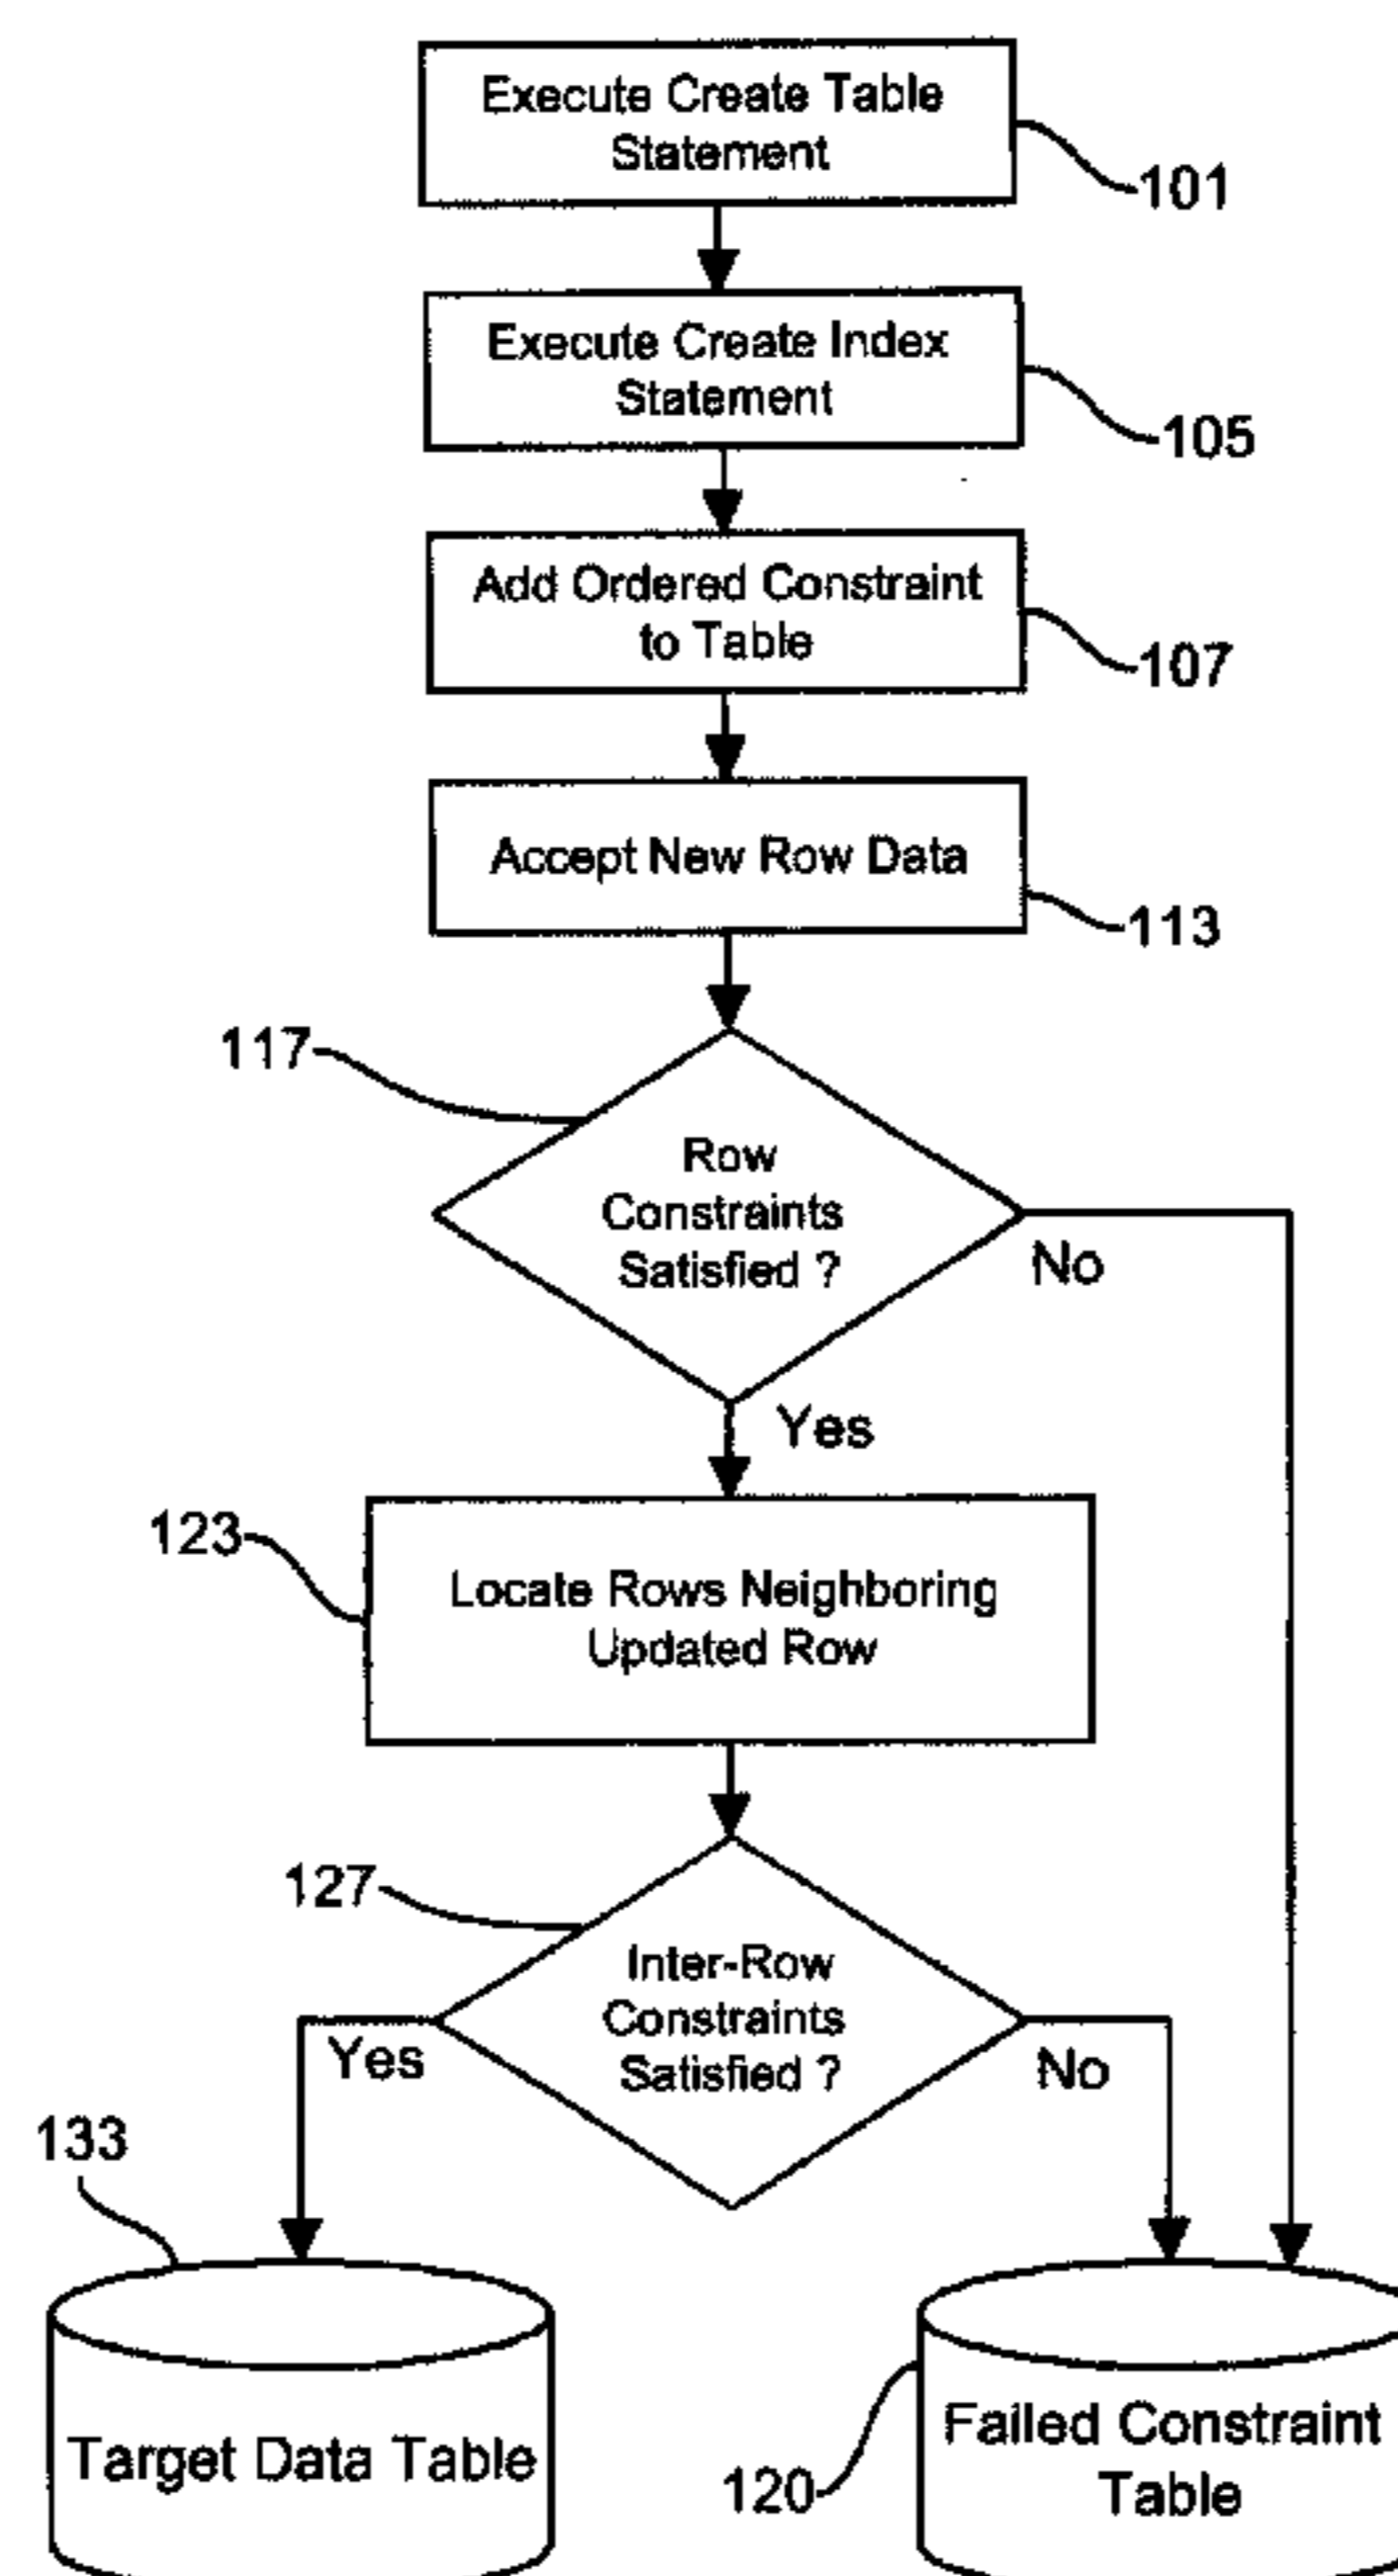 Execute Create Table
Statement
101
Execute Create Index
Statement
105
Add Ordered Constraint
to Table
107
Accept New Row Data
113
117
Row
Constraints
Satisfied ?
No
Yes
123
Locate Rows Neighboring
Updated Row
127
Inter-Row
Constraints
Satisfied ?
Yes
No
133
Target Data Table
120
Failed Constraint
Table